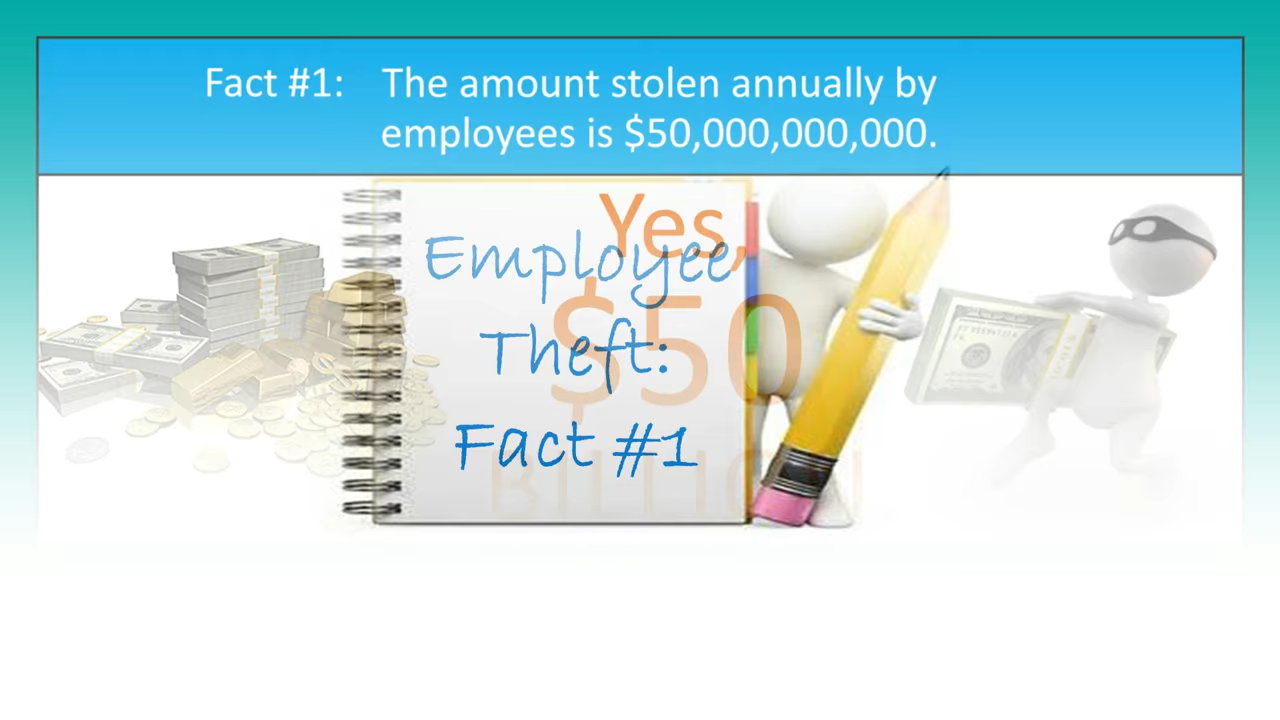 Fact #1: The amount stolen annually by
employees is $50,000,000,000.
Yes,
$50
BILLION
Employee
Theft:
Fact #1